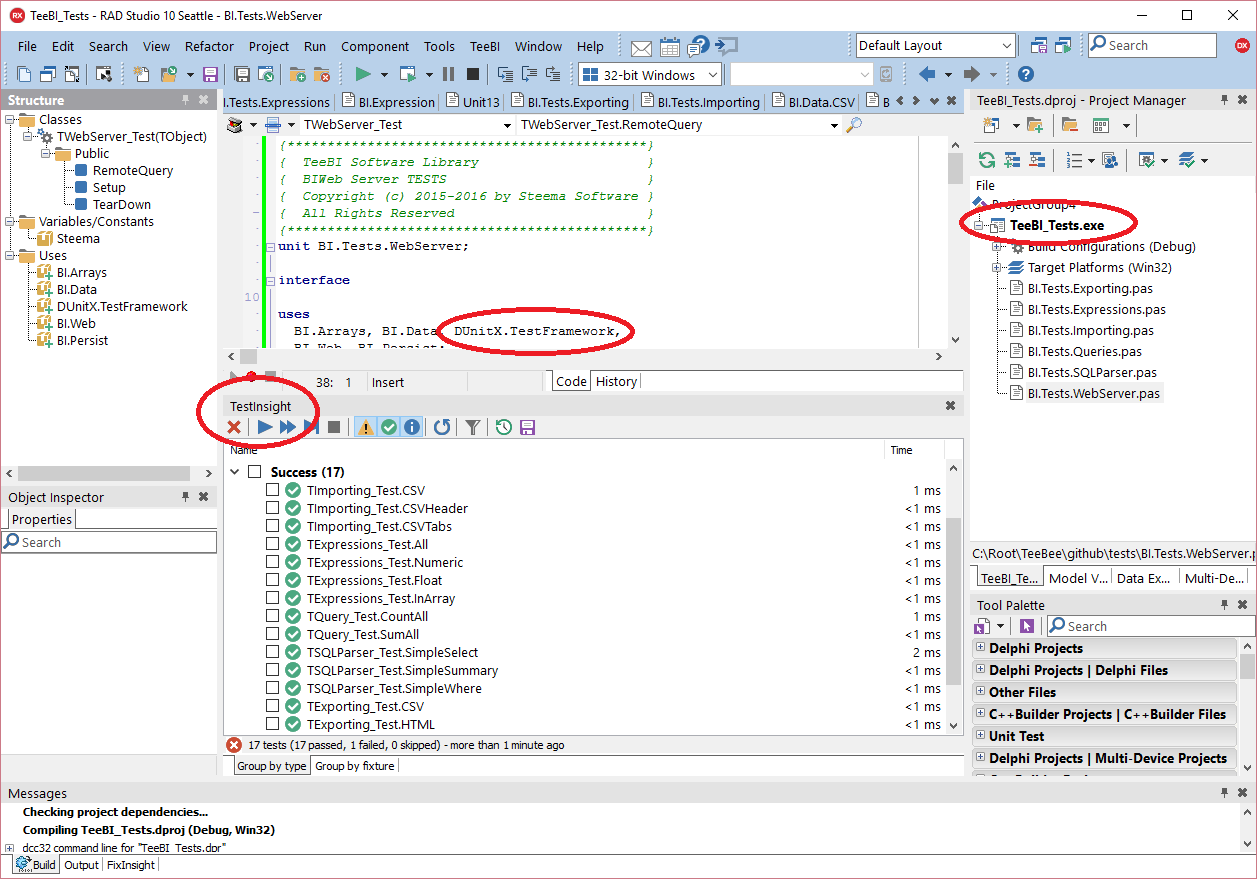 TeeBI_Tests - RAD Studio 10 Seattle - BI.Tests.WebServer
File Edit Search View Refactor Project Run Component Tools TeeBI Window Help
Default Layout
Search
32-bit Windows
Structure
Classes
TWebServer_Test(TObject)
Public
RemoteQuery
Setup
TearDown
Variables/Constants
Steema
Uses
BI.Arrays
BI.Data
DUnitX.TestFramework
BI.Web
BI.Persist
Object Inspector
Properties
Search
I.Tests.Expressions BI.Expression Unit13 BI.Tests.Exporting BI.Tests.Importing BI.Data.CSV B
TWebServer_Test TWebServer_Test.RemoteQuery
{*********************************************}
{ TeeBI Software Library }
{ BIWeb Server TESTS }
{ Copyright (c) 2015-2016 by Steema Software }
{ All Rights Reserved }
{*********************************************}
unit BI.Tests.WebServer;
interface
10
uses
BI.Arrays, BI.Data, DUnitX.TestFramework,
BI.Web, BI.Persist;
38: 1 Insert Code History
TestInsight
Name Time
Success (17)
TImporting_Test.CSV 1 ms
TImporting_Test.CSVHeader <1 ms
TImporting_Test.CSVTabs <1 ms
TExpressions_Test.All <1 ms
TExpressions_Test.Numeric <1 ms
TExpressions_Test.Float <1 ms
TExpressions_Test.InArray <1 ms
TQuery_Test.CountAll 1 ms
TQuery_Test.SumAll <1 ms
TSQLParser_Test.SimpleSelect 2 ms
TSQLParser_Test.SimpleSummary <1 ms
TSQLParser_Test.SimpleWhere <1 ms
TExporting_Test.CSV <1 ms
TExporting_Test.HTML <1 ms
17 tests (17 passed, 1 failed, 0 skipped) - more than 1 minute ago
Group by type Group by fixture
TeeBI_Tests.dproj - Project Manager
File
ProjectGroup4
TeeBI_Tests.exe
Build Configurations (Debug)
Target Platforms (Win32)
BI.Tests.Exporting.pas
BI.Tests.Expressions.pas
BI.Tests.Importing.pas
BI.Tests.Queries.pas
BI.Tests.SQLParser.pas
BI.Tests.WebServer.pas
C:\Root\TeeBee\github\tests\BI.Tests.WebServer.p
TeeBI_Te... Model V... Data Ex... Multi-De...
Tool Palette
Search
Delphi Projects
Delphi Projects | Delphi Files
Other Files
C++Builder Projects | C++Builder Files
Unit Test
Delphi Projects | Multi-Device Projects
Messages
Checking project dependencies...
Compiling TeeBI_Tests.dproj (Debug, Win32)
dcc32 command line for "TeeBI_Tests.dpr"
Build Output FixInsight